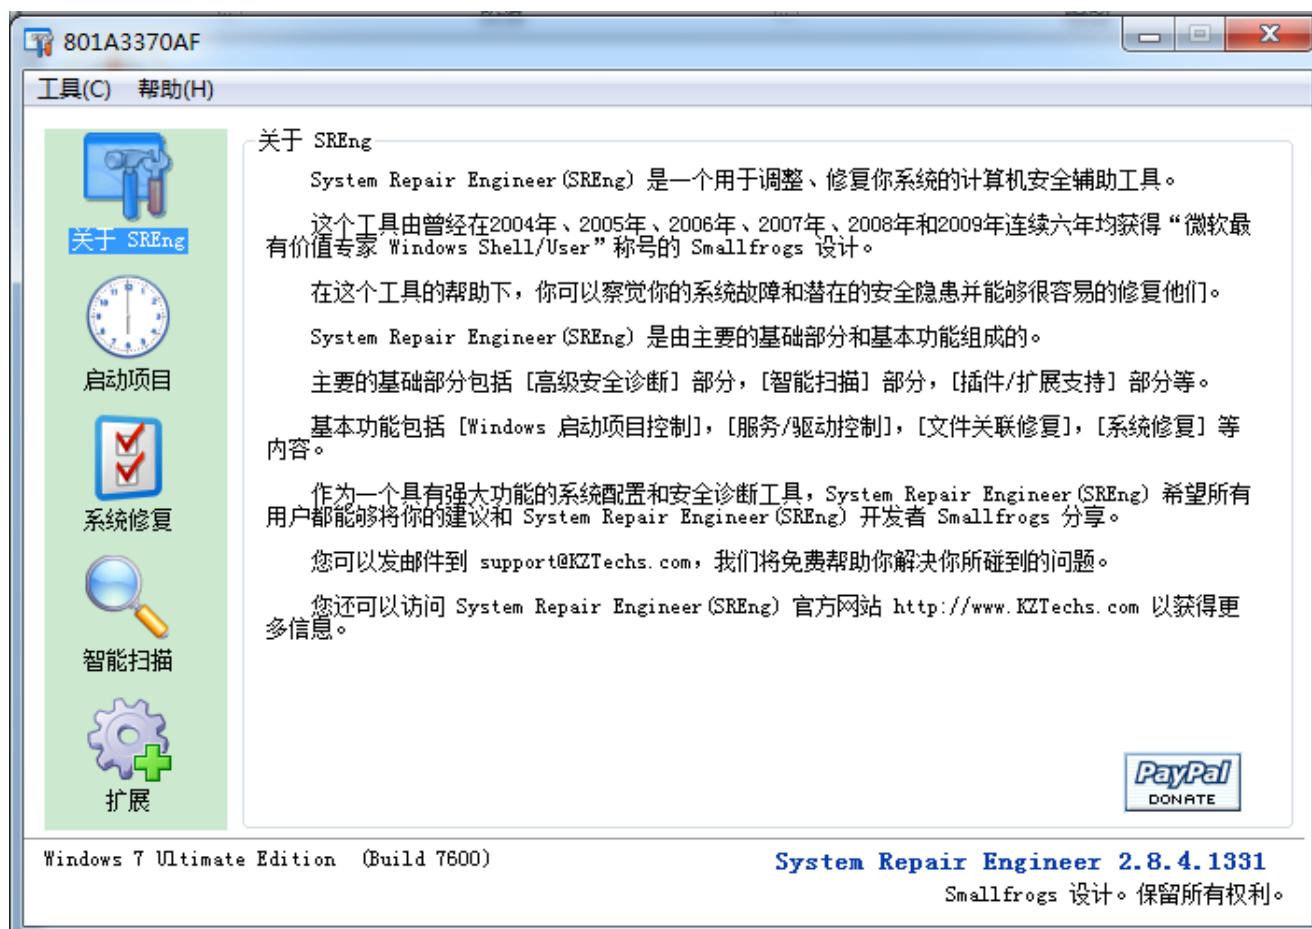 801A3370AF
工具(C) 帮助(H)
关于 SREng
启动项目
系统修复
智能扫描
扩展
关于 SREng
System Repair Engineer(SREng) 是一个用于调整、修复你系统的计算机安全辅助工具。
这个工具由曾经在2004年、2005年、2006年、2007年、2008年和2009年连续六年均获得“微软最
有价值专家 Windows Shell/User”称号的 Smallfrogs 设计。
在这个工具的帮助下，你可以察觉你的系统故障和潜在的安全隐患并能够很容易的修复他们。
System Repair Engineer(SREng) 是由主要的基础部分和基本功能组成的。
主要的基础部分包括 [高级安全诊断] 部分，[智能扫描] 部分，[插件/扩展支持] 部分等。
基本功能包括 [Windows 启动项目控制]，[服务/驱动控制]，[文件关联修复]，[系统修复] 等
内容。
作为一个具有强大功能的系统配置和安全诊断工具，System Repair Engineer(SREng) 希望所有
用户都能够将你的建议和 System Repair Engineer(SREng) 开发者 Smallfrogs 分享。
您可以发邮件到 support@KZTechs.com，我们将免费帮助你解决你所碰到的问题。
您还可以访问 System Repair Engineer(SREng) 官方网站 http://www.KZTechs.com 以获得更
多信息。
PayPal
DONATE
Windows 7 Ultimate Edition (Build 7600)
System Repair Engineer 2.8.4.1331
Smallfrogs 设计。保留所有权利。